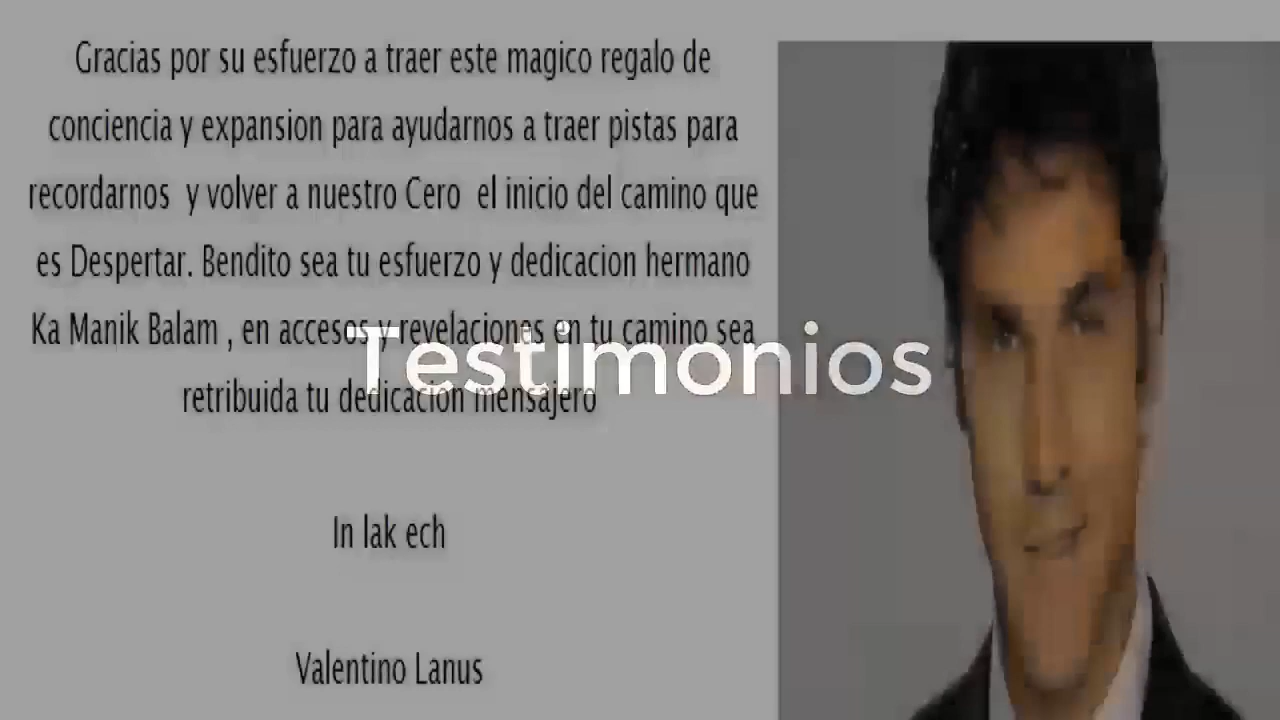 Gracias por su esfuerzo a traer este magico regalo de
conciencia y expansion para ayudarnos a traer pistas para
recordarnos y volver a nuestro Cero el inicio del camino que
es Despertar. Bendito sea tu esfuerzo y dedicacion hermano
Ka Manik Balam , en accesos y revelaciones en tu camino sea
retribuida tu dedicacion mensajero
Testimonios
In lak ech
Valentino Lanus